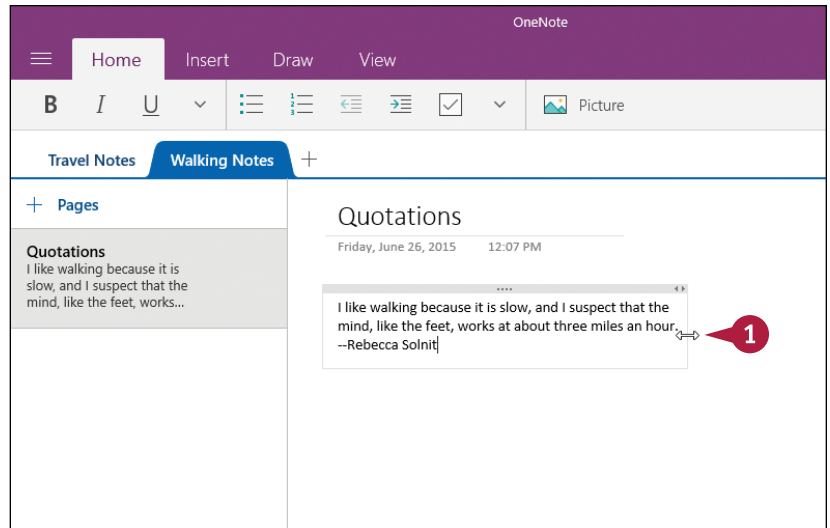 OneNote
Home Insert Draw View
B I U Picture
Travel Notes Walking Notes
Pages
Quotations
I like walking because it is
slow, and I suspect that the
mind, like the feet, works...
Quotations
Friday, June 26, 2015 12:07 PM
I like walking because it is slow, and I suspect that the
mind, like the feet, works at about three miles an hour.
--Rebecca Solnit
1